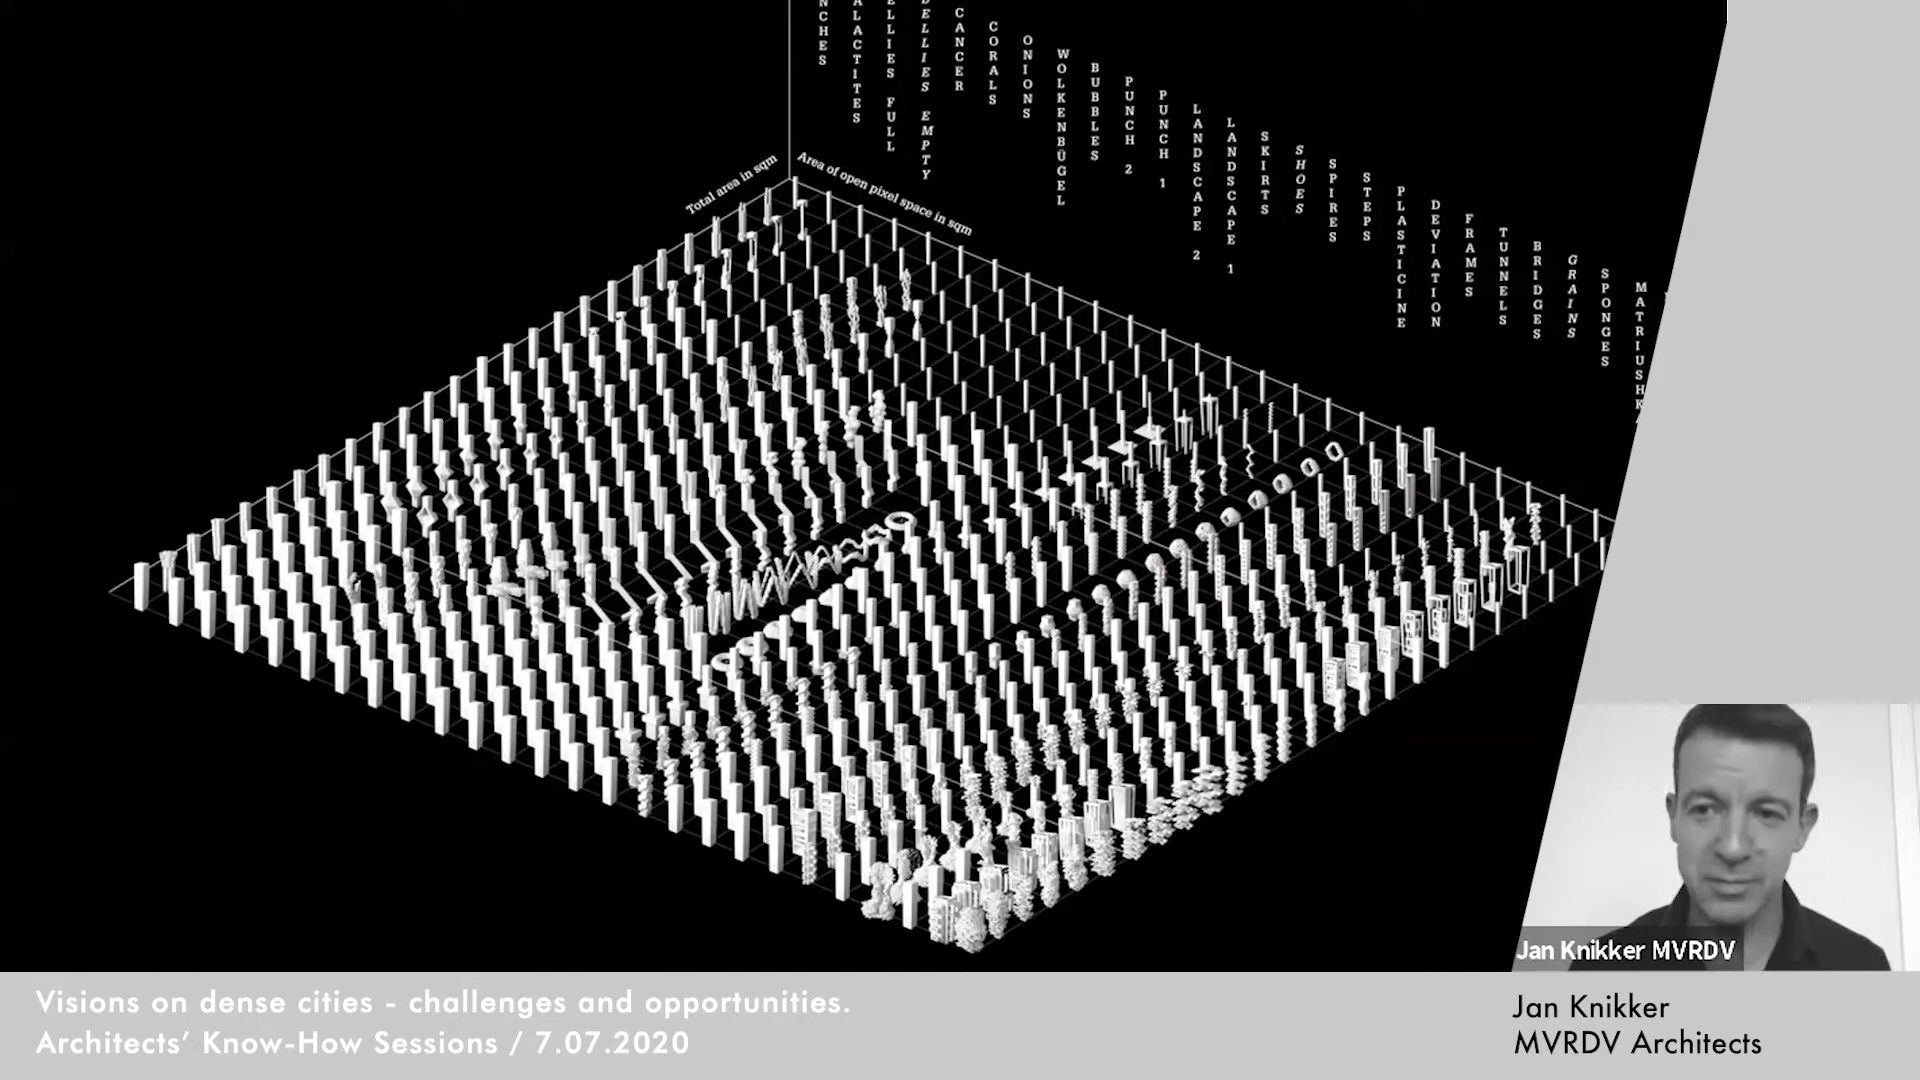 NCHES
ALACTITES
ELLIES FULL
BELLIES EMPTY
CANCER
CORALS
ONIONS
WOLKENBÜGEL
BUBBLES
PUNCH 2
PUNCH 1
LANDSCAPE 2
LANDSCAPE 1
SKIRTS
SHOES
SPIRES
STEPS
PLASTICINE
DEVIATION
FRAMES
TUNNELS
BRIDGES
GRAINS
SPONGES
MATRIUSHK
Total area in sqm
Area of open pixel space in sqm
Jan Knikker MVRDV
Visions on dense cities - challenges and opportunities.
Architects’ Know-How Sessions / 7.07.2020
Jan Knikker
MVRDV Architects